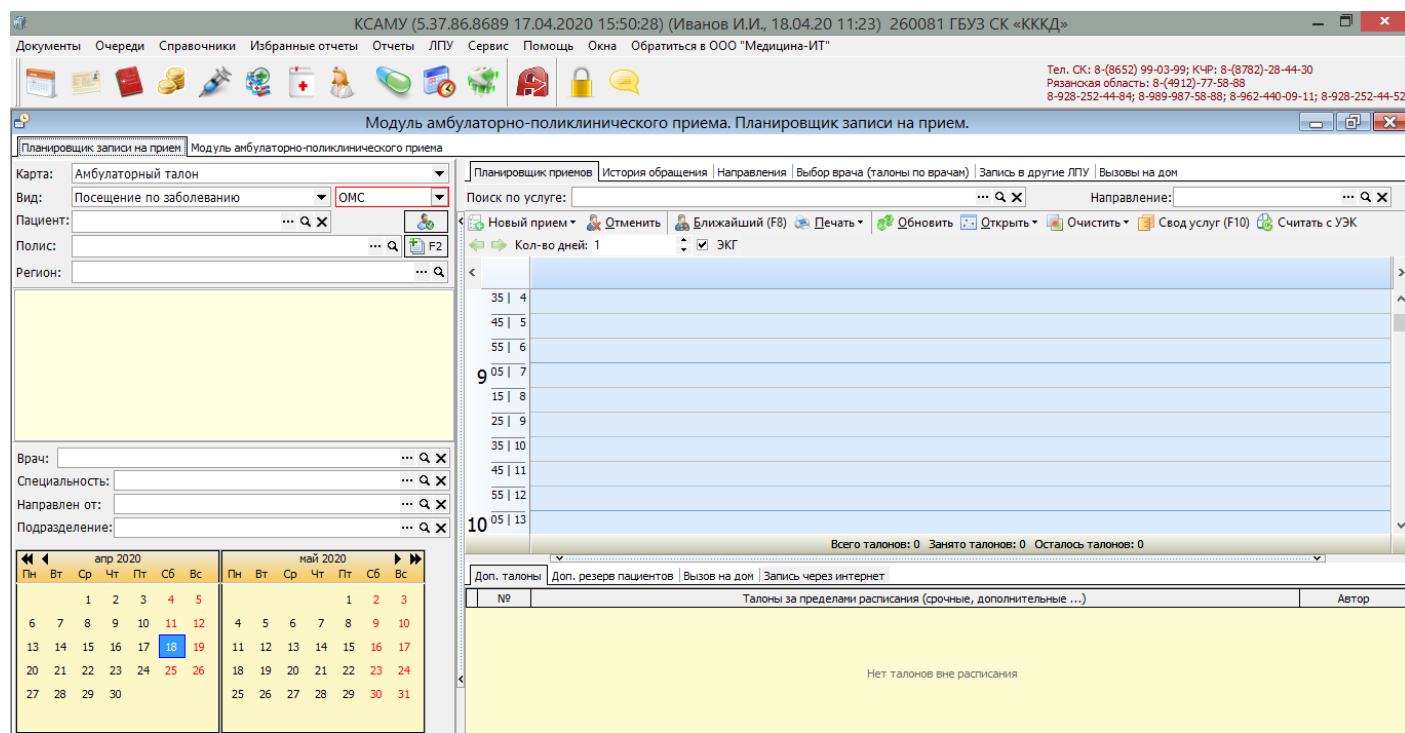 КСАМУ (5.37.86.8689 17.04.2020 15:50:28) (Иванов И.И., 18.04.20 11:23) 260081 ГБУЗ СК «КККД»
Документы Очереди Справочники Избранные отчеты Отчеты ЛПУ Сервис Помощь Окна Обратиться в ООО "Медицина-ИТ"
Тел. СК: 8-(8652) 99-03-99; КЧР: 8-(8782)-28-44-30
Рязанская область: 8-(4912)-77-58-88
8-928-252-44-84; 8-989-987-58-88; 8-962-440-09-11; 8-928-252-44-52
Модуль амбулаторно-поликлинического приема. Планировщик записи на прием.
Планировщик записи на прием Модуль амбулаторно-поликлинического приема
Карта: Амбулаторный талон
Вид: Посещение по заболеванию ОМС
Пациент:
Полис: F2
Регион:
Врач:
Специальность:
Направлен от:
Подразделение:
апр 2020
Пн Вт Ср Чт Пт Сб Вс
1 2 3 4 5
6 7 8 9 10 11 12
13 14 15 16 17 18 19
20 21 22 23 24 25 26
27 28 29 30
май 2020
Пн Вт Ср Чт Пт Сб Вс
1 2 3
4 5 6 7 8 9 10
11 12 13 14 15 16 17
18 19 20 21 22 23 24
25 26 27 28 29 30 31
Планировщик приемов История обращения Направления Выбор врача (талоны по врачам) Запись в другие ЛПУ Вызовы на дом
Поиск по услуге: Направление:
Новый прием Отменить Ближайший (F8) Печать Обновить Открыть Очистить Свод услуг (F10) Считать с УЭК
Кол-во дней: 1 ЭКГ
35 | 4
45 | 5
55 | 6
9 05 | 7
15 | 8
25 | 9
35 | 10
45 | 11
55 | 12
10 05 | 13
Всего талонов: 0 Занято талонов: 0 Осталось талонов: 0
Доп. талоны Доп. резерв пациентов Вызов на дом Запись через интернет
№ Талоны за пределами расписания (срочные, дополнительные ...) Автор
Нет талонов вне расписания